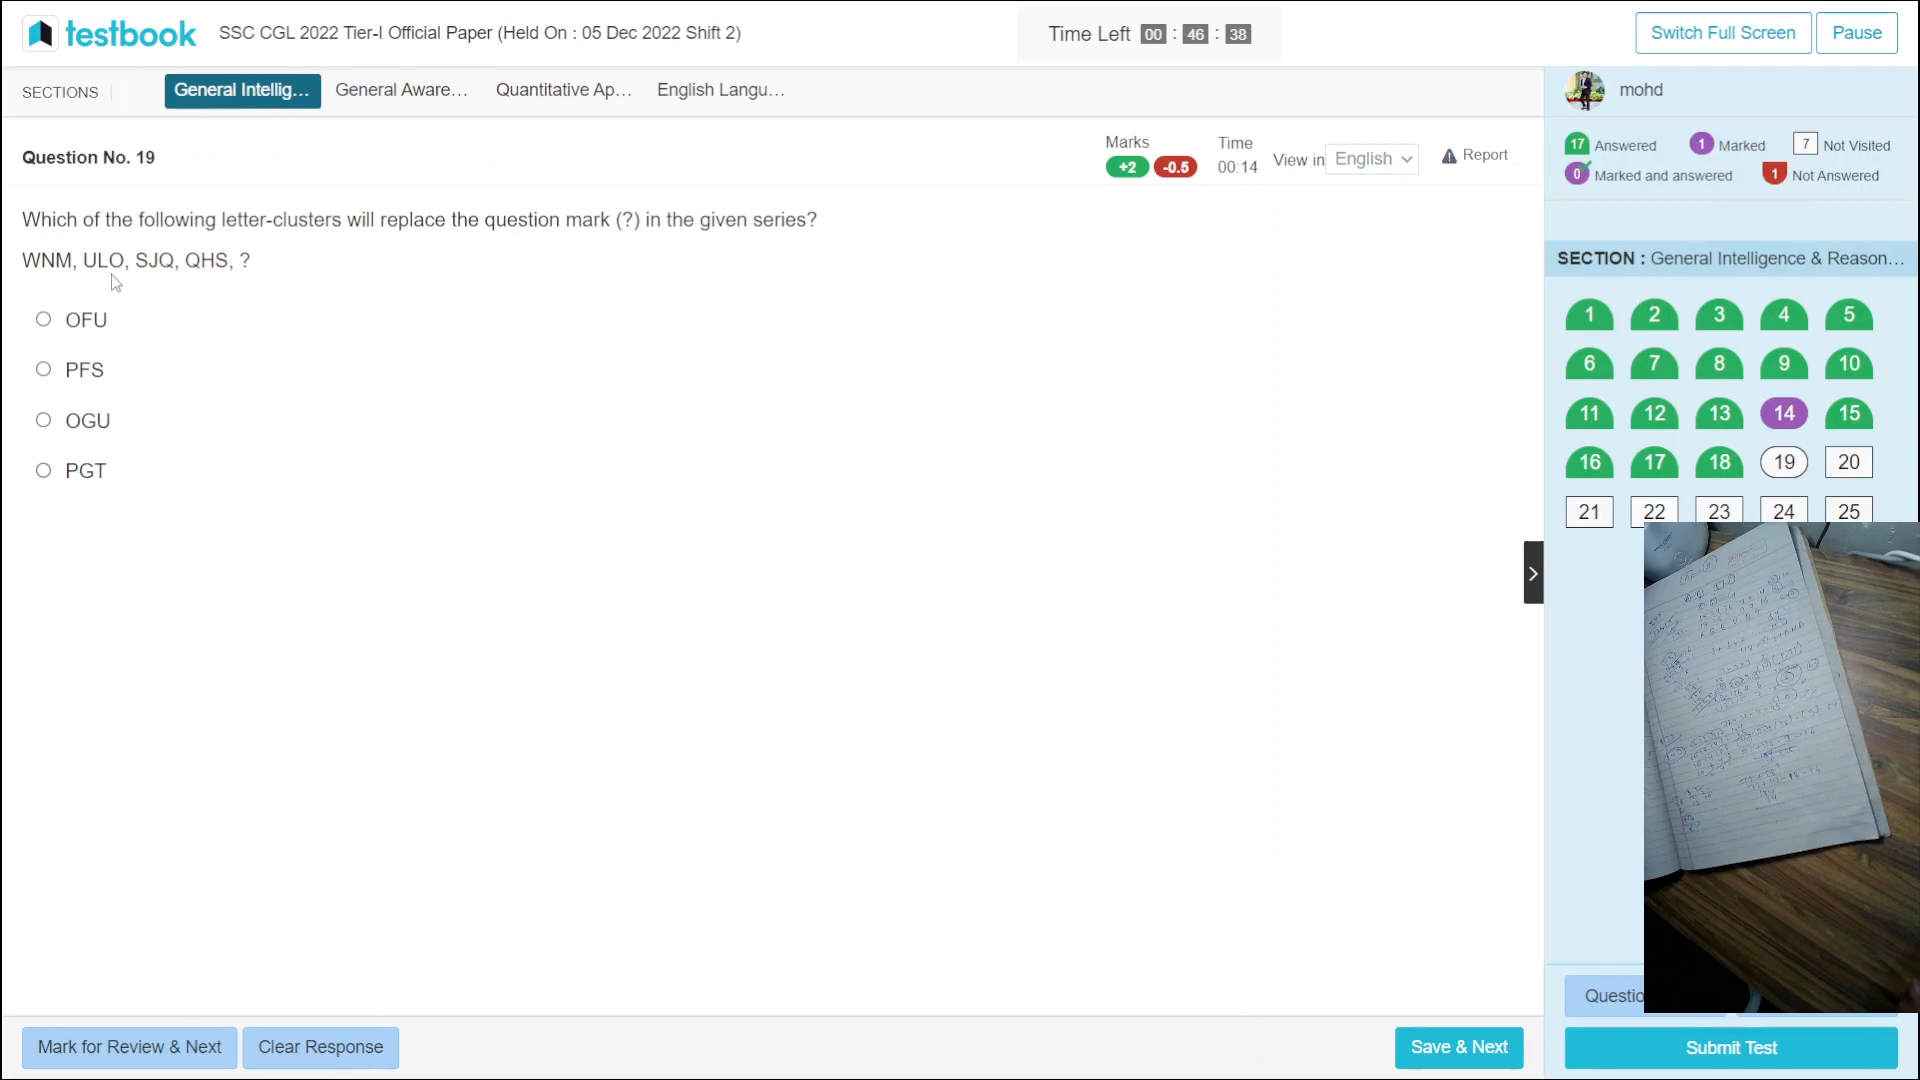 testbook SSC CGL 2022 Tier-I Official Paper (Held On : 05 Dec 2022 Shift 2) Time Left 00 : 46 : 38 Switch Full Screen Pause
SECTIONS General Intellig... General Aware... Quantitative Ap... English Langu...
mohd
Question No. 19
Marks
+2 -0.5
Time
00:14
View in English
Report
17 Answered 1 Marked 7 Not Visited
0 Marked and answered 1 Not Answered
Which of the following letter-clusters will replace the question mark (?) in the given series?
WNM, ULO, SJQ, QHS, ?
OFU
PFS
OGU
PGT
SECTION : General Intelligence & Reason...
1 2 3 4 5
6 7 8 9 10
11 12 13 14 15
16 17 18 19 20
21 22 23 24 25
Mark for Review & Next Clear Response Save & Next
Submit Test